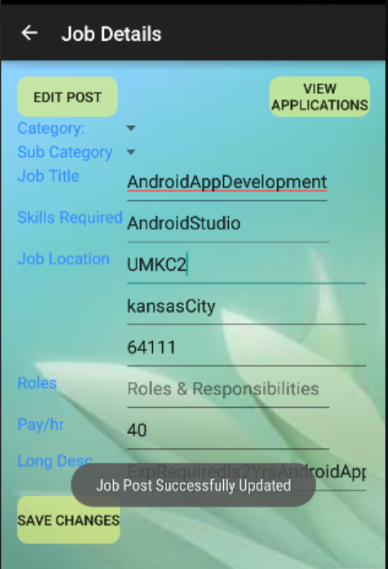 Job Details
EDIT POST
VIEW
APPLICATIONS
Category:
Sub Category
Job Title AndroidAppDevelopment
Skills Required AndroidStudio
Job Location UMKC2
kansasCity
64111
Roles Roles & Responsibilities
Pay/hr 40
Long Desc ExpRequiredIs2YrsAndroidApp
Job Post Successfully Updated
SAVE CHANGES